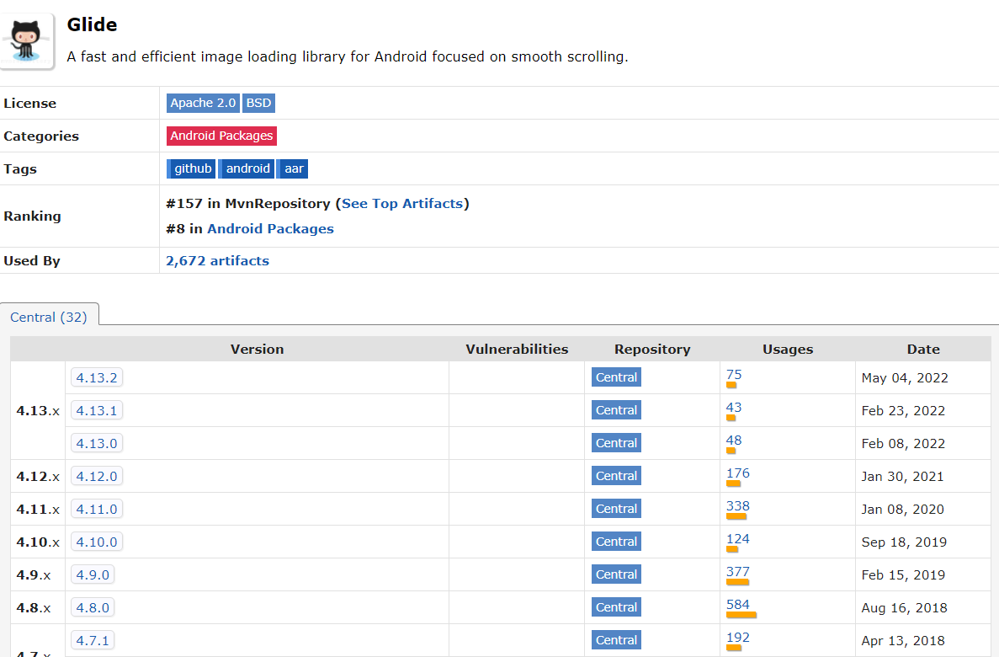 Glide
A fast and efficient image loading library for Android focused on smooth scrolling.
License Apache 2.0 BSD
Categories Android Packages
Tags github android aar
Ranking #157 in MvnRepository (See Top Artifacts)
#8 in Android Packages
Used By 2,672 artifacts
Central (32)
Version Vulnerabilities Repository Usages Date
4.13.2 Central 75 May 04, 2022
4.13.x 4.13.1 Central 43 Feb 23, 2022
4.13.0 Central 48 Feb 08, 2022
4.12.x 4.12.0 Central 176 Jan 30, 2021
4.11.x 4.11.0 Central 338 Jan 08, 2020
4.10.x 4.10.0 Central 124 Sep 18, 2019
4.9.x 4.9.0 Central 377 Feb 15, 2019
4.8.x 4.8.0 Central 584 Aug 16, 2018
4.7.1 Central 192 Apr 13, 2018
4.7.x